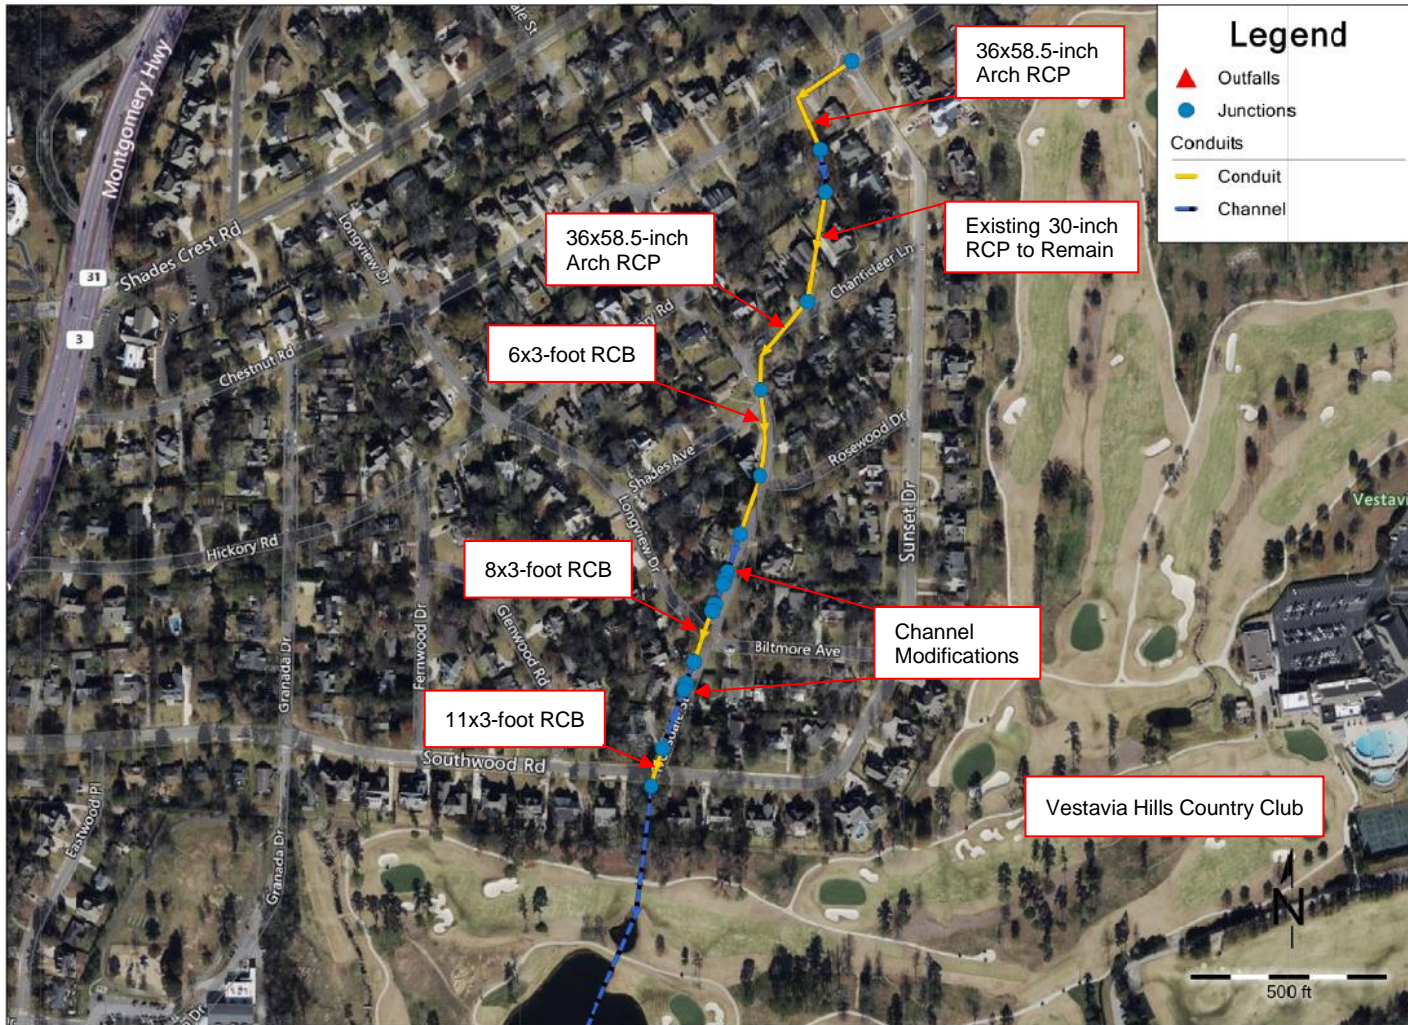 Legend
Outfalls
Junctions
Conduits
Conduit
Channel
36x58.5-inch
Arch RCP
Existing 30-inch
RCP to Remain
36x58.5-inch
Arch RCP
6x3-foot RCB
8x3-foot RCB
Channel
Modifications
11x3-foot RCB
Vestavia Hills Country Club
Montgomery Hwy
31
3
Shades Crest Rd
Longview Dr
Chestnut Rd
Chanticleer Ln
Rosewood Dr
Shades Ave
Longview Dr
Hickory Rd
Sunset Dr
Biltmore Ave
Glenwood Rd
Fernwood Dr
Granada Dr
Southwood Rd
Eastwood Pl
Granada Dr
N
500 ft